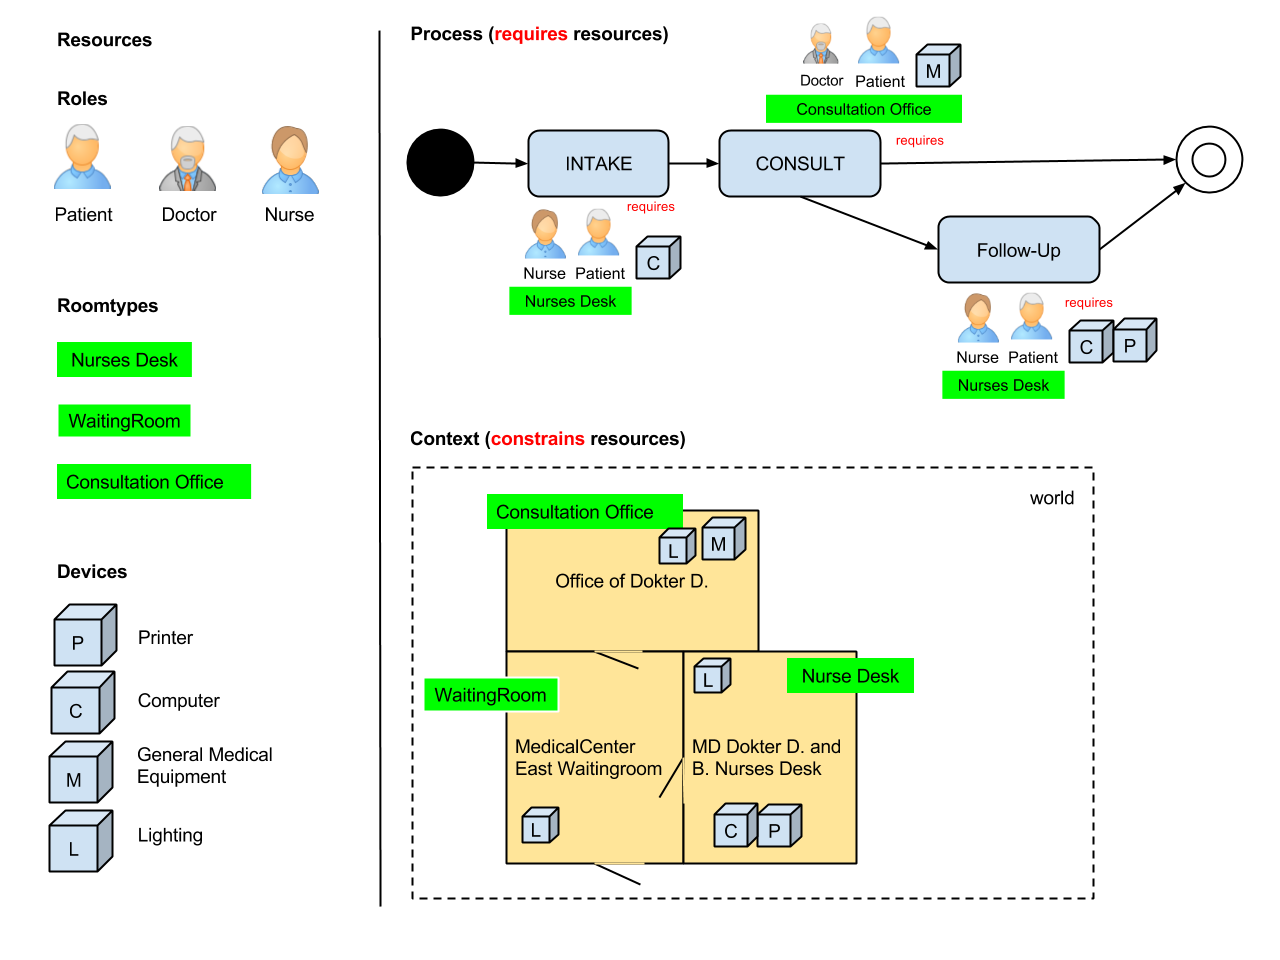 Resources
Roles
Patient
Doctor
Nurse
Roomtypes
Nurses Desk
WaitingRoom
Consultation Office
Devices
P
Printer
C
Computer
M
General Medical
Equipment
L
Lighting
Process (requires resources)
Doctor
Patient
M
Consultation Office
INTAKE
CONSULT
requires
requires
Nurse
Patient
C
Nurses Desk
Follow-Up
requires
Nurse
Patient
C
P
Nurses Desk
Context (constrains resources)
world
Consultation Office
L
M
Office of Dokter D.
WaitingRoom
L
Nurse Desk
MedicalCenter
East Waitingroom
MD Dokter D. and
B. Nurses Desk
L
C
P